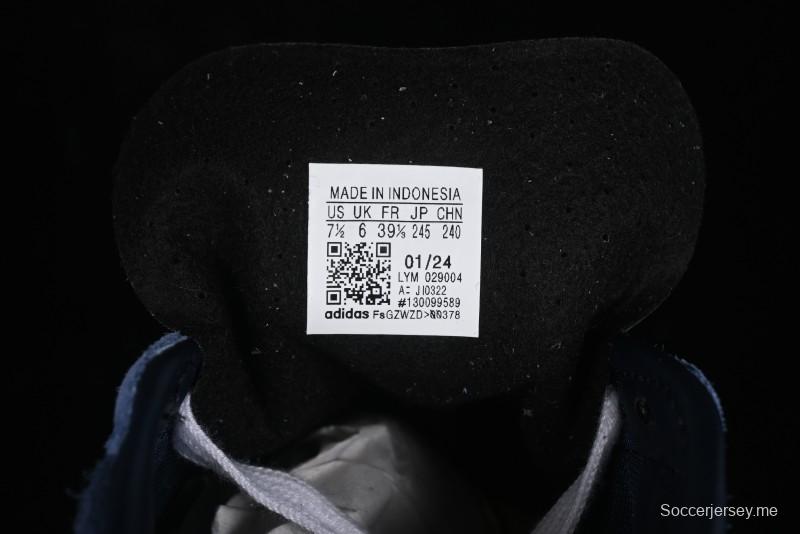 MADE IN INDONESIA
US UK FR JP CHN
7½ 6 39⅓ 245 240
01/24
LYM 029004
A= JI0322
#130099589
adidas
Soccerjersey.me